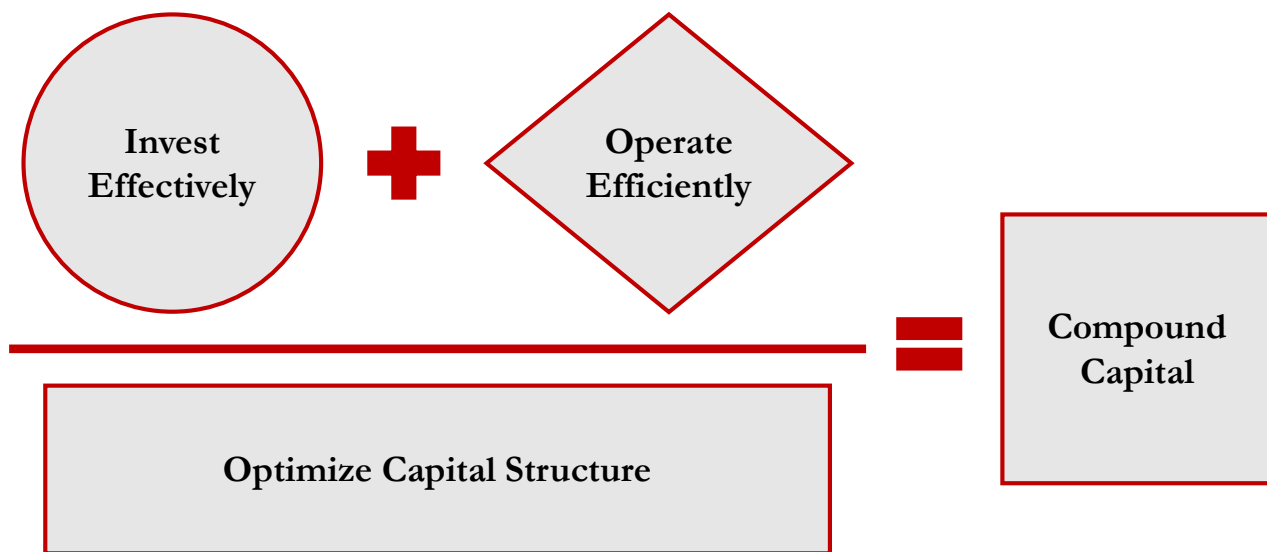 Invest
Effectively
Operate
Efficiently
Compound
Capital
Optimize Capital Structure